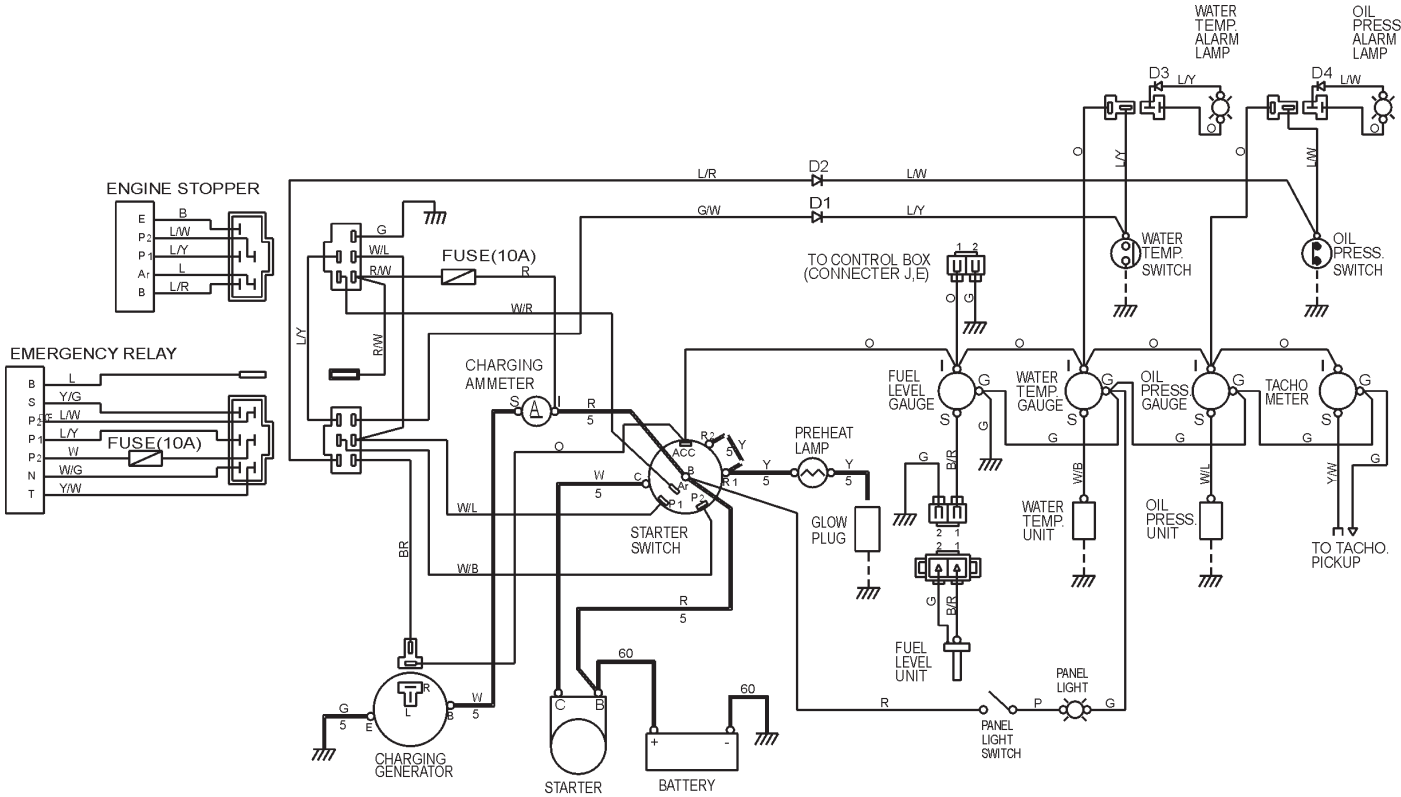 WATER
TEMP.
ALARM
LAMP
OIL
PRESS
ALARM
LAMP
D3
L/Y
D4
L/W
O
O
O
L/Y
O
L/W
D2
L/R
L/W
D1
G/W
L/Y
ENGINE STOPPER
E
B
P2
L/W
P1
L/Y
Ar
L
B
L/R
G
W/L
R/W
FUSE(10A)
R
W/R
L/Y
R/W
TO CONTROL BOX
(CONNECTER J,E)
1 2
O
G
WATER
TEMP.
SWITCH
OIL
PRESS.
SWITCH
EMERGENCY RELAY
B
L
S
Y/G
P2
L/W
P1
L/Y
FUSE(10A)
P2
W
N
W/G
T
Y/W
CHARGING
AMMETER
S
A
I
R
5
O
O
O
O
O
FUEL
LEVEL
GAUGE
I
G
S
WATER
TEMP.
GAUGE
I
G
S
OIL
PRESS.
GAUGE
I
G
S
TACHO
METER
I
G
S
G
G
G
G
G
B/R
W/B
W/L
Y/W
ACC
R2
B
R1
C
Ar
P1
P2
Y
5
STARTER
SWITCH
PREHEAT
LAMP
Y
5
Y
5
GLOW
PLUG
W
5
W/L
W/B
BR
R
5
G
2 1
2 1
G
B/R
FUEL
LEVEL
UNIT
WATER
TEMP.
UNIT
OIL
PRESS.
UNIT
TO TACHO.
PICKUP
G
5
E
R
L
B
W
5
CHARGING
GENERATOR
C
B
STARTER
60
60
+
-
BATTERY
R
PANEL
LIGHT
SWITCH
P
PANEL
LIGHT
G